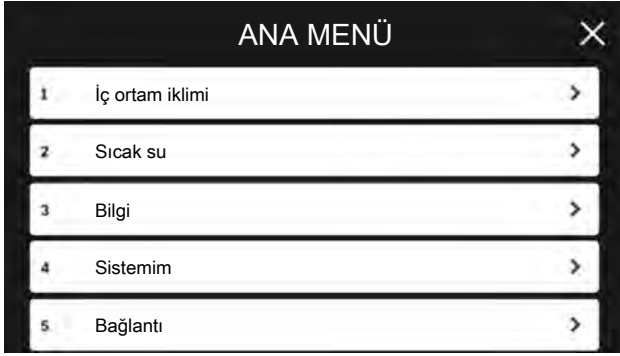 ANA MENÜ
1 İç ortam iklimi
2 Sıcak su
3 Bilgi
4 Sistemim
5 Bağlantı